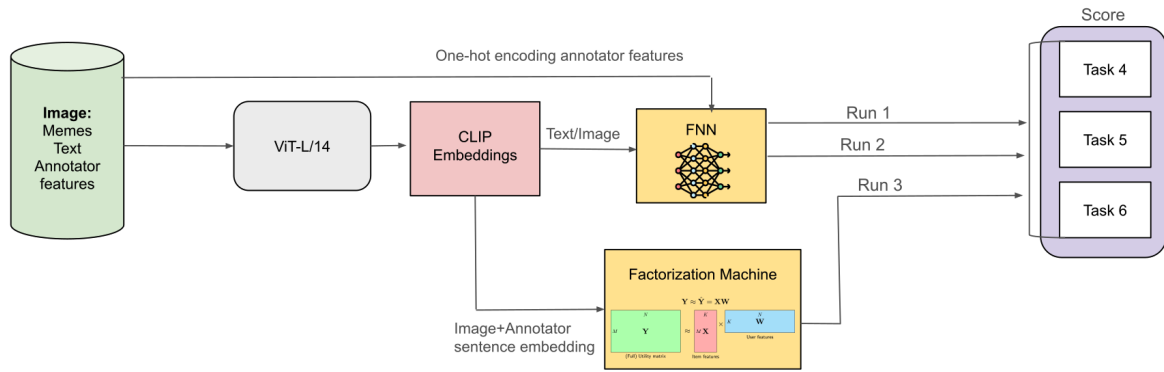 Score
One-hot encoding annotator features
Image:
Memes
Text
Annotator
features
ViT-L/14
CLIP
Embeddings
Text/Image
FNN
Run 1
Run 2
Run 3
Task 4
Task 5
Task 6
Image+Annotator
sentence embedding
Factorization Machine
Y ≈ Ŷ = XW
N
M
Y
≈
K
M
X
×
N
K
W
(Full) Utility matrix
Item features
User features